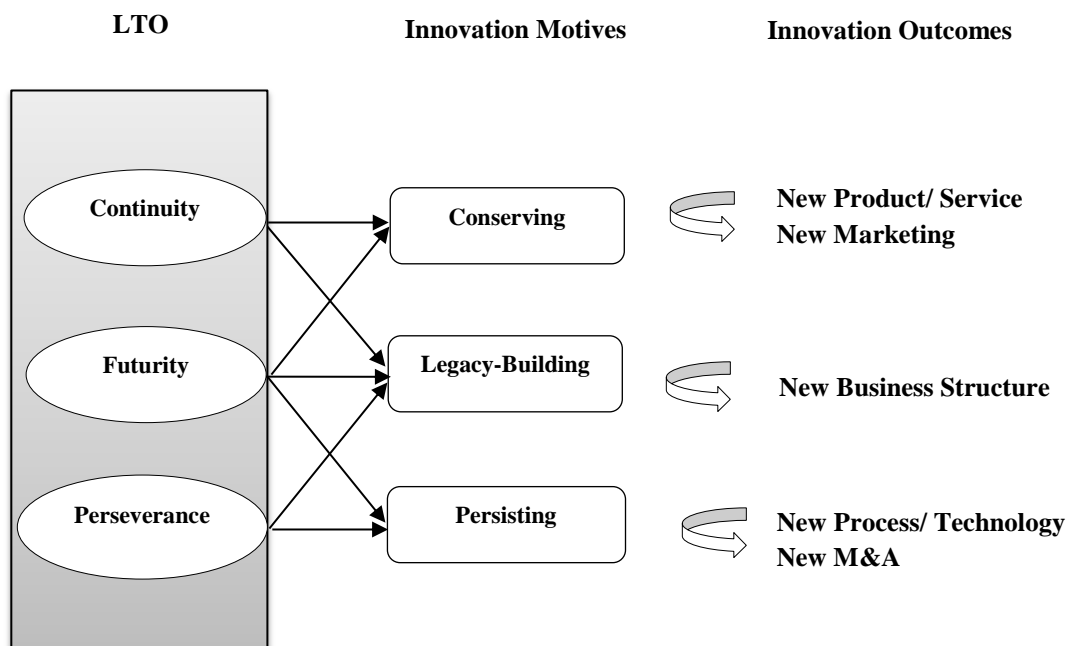 LTO
Innovation Motives
Innovation Outcomes
Continuity
Conserving
New Product/ Service
New Marketing
Futurity
Legacy-Building
New Business Structure
Perseverance
Persisting
New Process/ Technology
New M&A